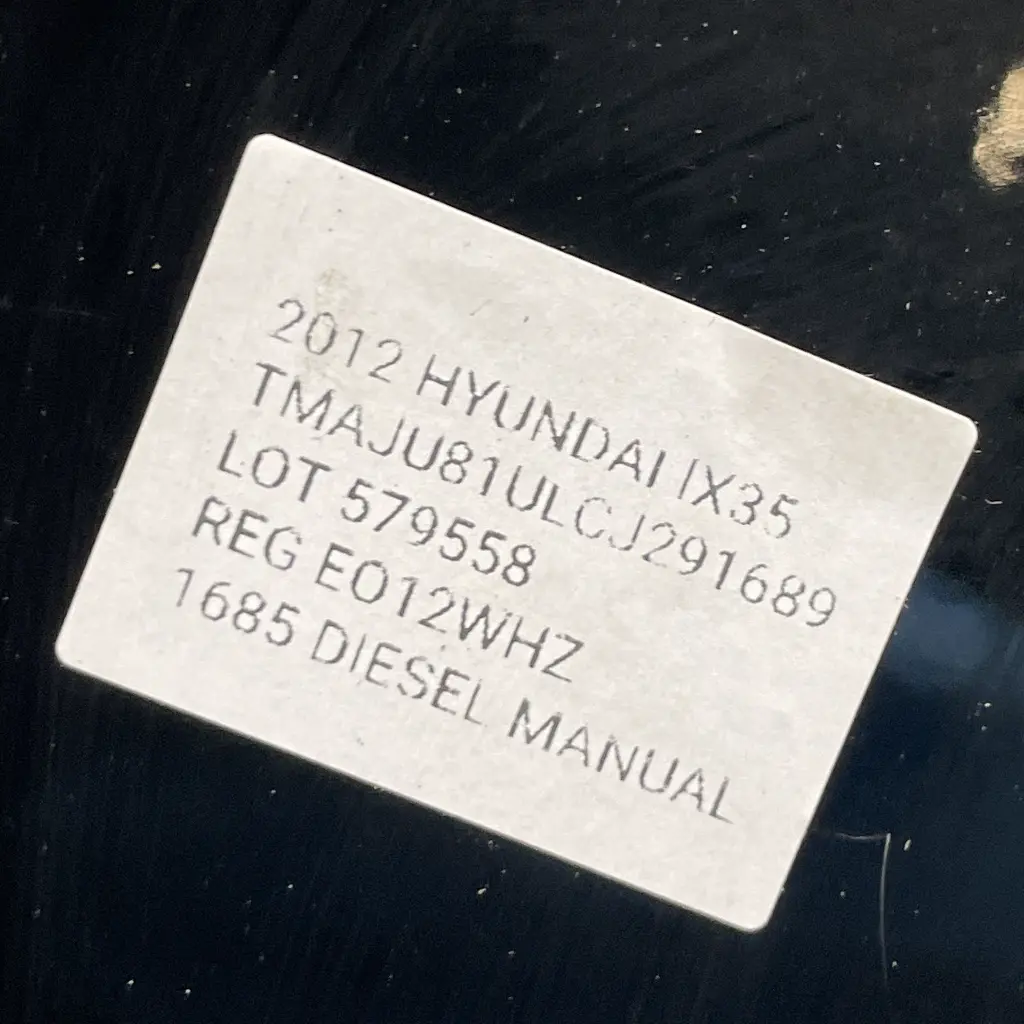 2012 HYUNDAI IX35
TMAJU81ULCJ291689
LOT 579558
REG EO12WHZ
1685 DIESEL MANUAL